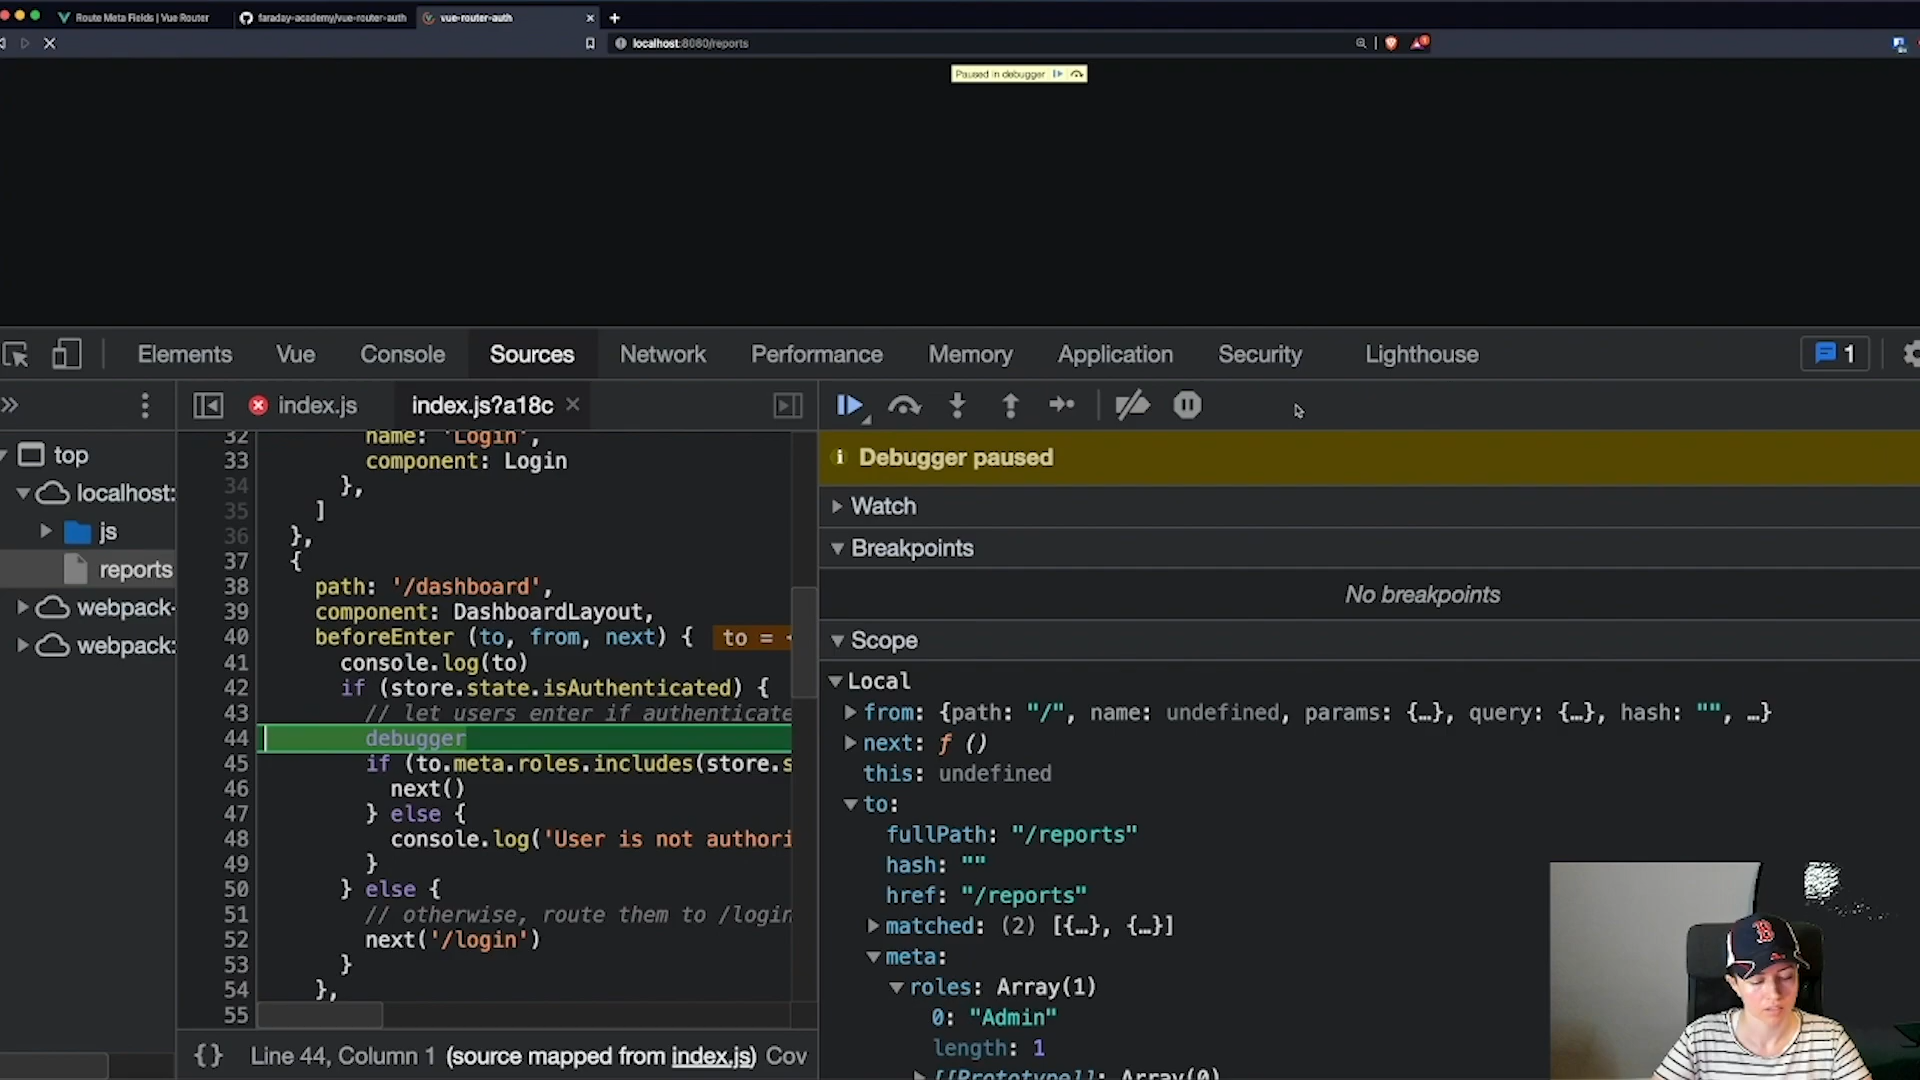 Route Meta Fields | Vue Router
faraday-academy/vue-router-auth
vue-router-auth
localhost:8080/reports
1
Paused in debugger
Elements
Vue
Console
Sources
Network
Performance
Memory
Application
Security
Lighthouse
1
index.js
index.js?a18c
top
localhost:
js
reports
webpack-
webpack:
32 name: 'Login',
33 component: Login
34 },
35 ]
36 },
37 {
38 path: '/dashboard',
39 component: DashboardLayout,
40 beforeEnter (to, from, next) { to =
41 console.log(to)
42 if (store.state.isAuthenticated) {
43 // let users enter if authenticate
44 debugger
45 if (to.meta.roles.includes(store.s
46 next()
47 } else {
48 console.log('User is not authori
49 }
50 } else {
51 // otherwise, route them to /login
52 next('/login')
53 }
54 },
55
{} Line 44, Column 1 (source mapped from index.js) Cov
Debugger paused
Watch
Breakpoints
No breakpoints
Scope
Local
from: {path: "/", name: undefined, params: {…}, query: {…}, hash: "", …}
next: ƒ ()
this: undefined
to:
fullPath: "/reports"
hash: ""
href: "/reports"
matched: (2) [{…}, {…}]
meta:
roles: Array(1)
0: "Admin"
length: 1
[[Prototype]]: Array(0)
B